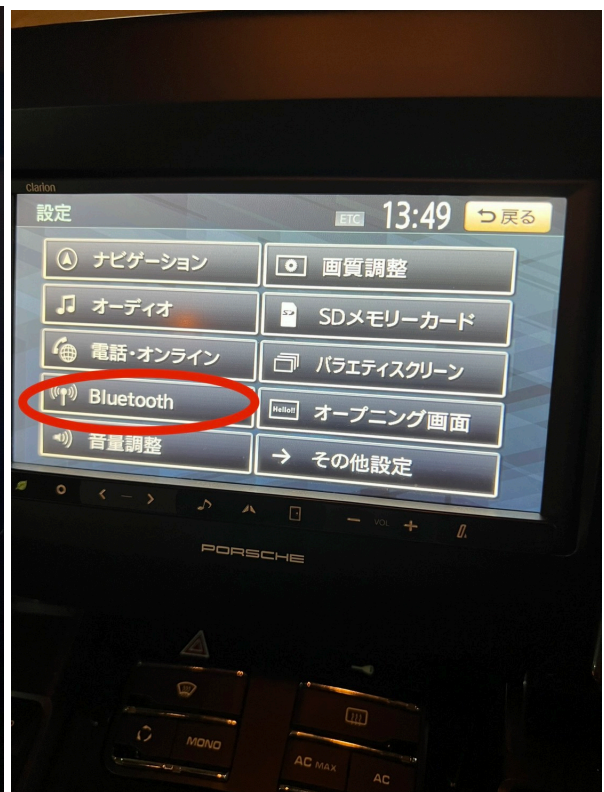 clarion
設定
ETC
13:49
戻る
ナビゲーション
画質調整
オーディオ
SDメモリーカード
電話・オンライン
バラエティスクリーン
Bluetooth
Hello!!
オープニング画面
音量調整
その他設定
VOL
PORSCHE
MONO
AC MAX
AC